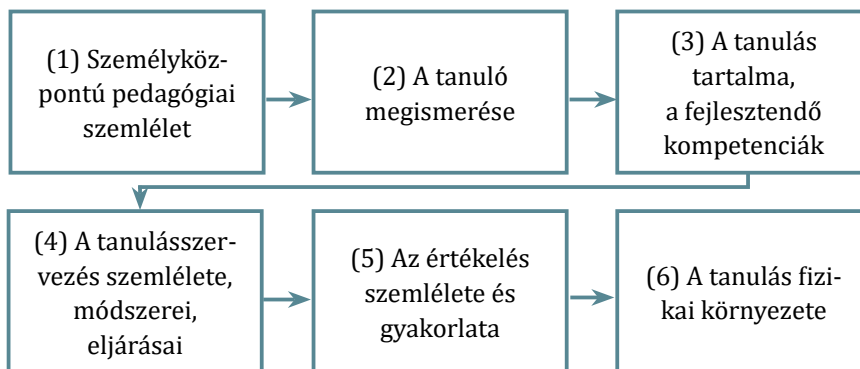 (1) Személyköz-
pontú pedagógiai
szemlélet
(2) A tanuló
megismerése
(3) A tanulás
tartalma,
a fejlesztendő
kompetenciák
(4) A tanulásszer-
vezés szemlélete,
módszerei,
eljárásai
(5) Az értékelés
szemlélete és
gyakorlata
(6) A tanulás fizi-
kai környezete